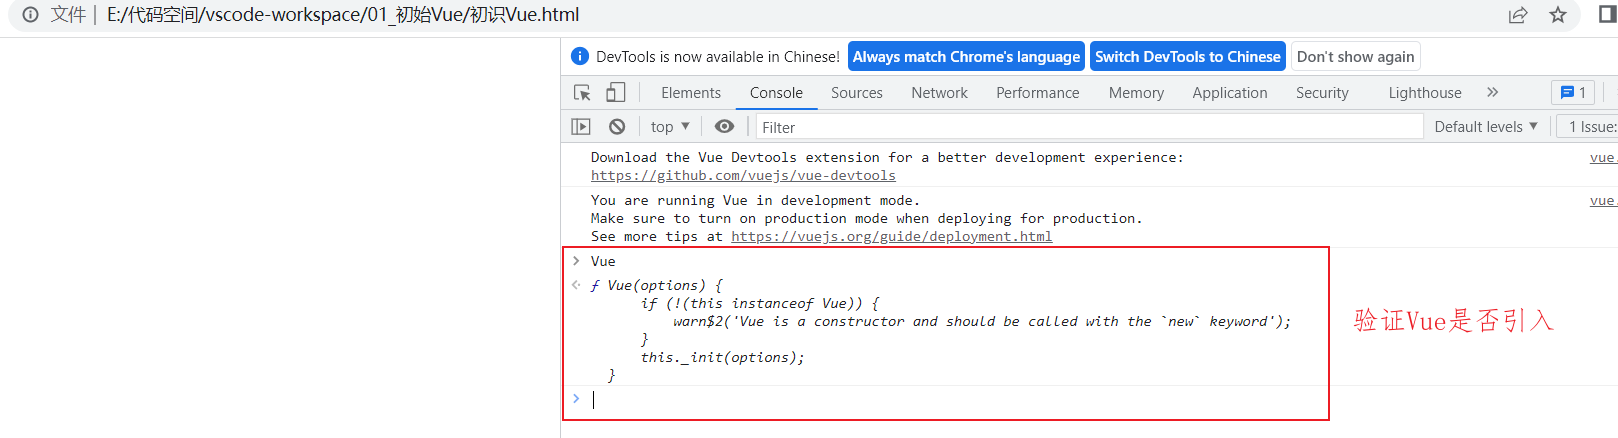 文件 | E:/代码空间/vscode-workspace/01_初始Vue/初识Vue.html
DevTools is now available in Chinese! Always match Chrome's language Switch DevTools to Chinese Don't show again
Elements Console Sources Network Performance Memory Application Security Lighthouse » 1
top ▼ Filter Default levels ▼ 1 Issue:
Download the Vue Devtools extension for a better development experience: vue.
https://github.com/vuejs/vue-devtools
You are running Vue in development mode. vue.
Make sure to turn on production mode when deploying for production.
See more tips at https://vuejs.org/guide/deployment.html
> Vue
ƒ Vue(options) {
if (!(this instanceof Vue)) {
warn$2('Vue is a constructor and should be called with the `new` keyword');
}
this._init(options);
}
>
验证Vue是否引入